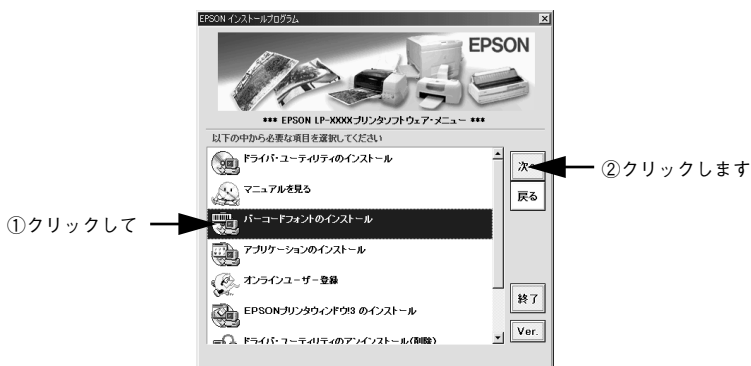 EPSON インストールプログラム
EPSON
*** EPSON LP-XXXXプリンタソフトウェア・メニュー ***
以下の中から必要な項目を選択してください
ドライバ・ユーティリティのインストール
次へ
②クリックします
マニュアルを見る
戻る
①クリックして
バーコードフォントのインストール
アプリケーションのインストール
オンラインユーザー登録
終了
EPSONプリンタウィンドウ!3 のインストール
Ver.
ドライバ・ユーティリティのアンインストール(削除)